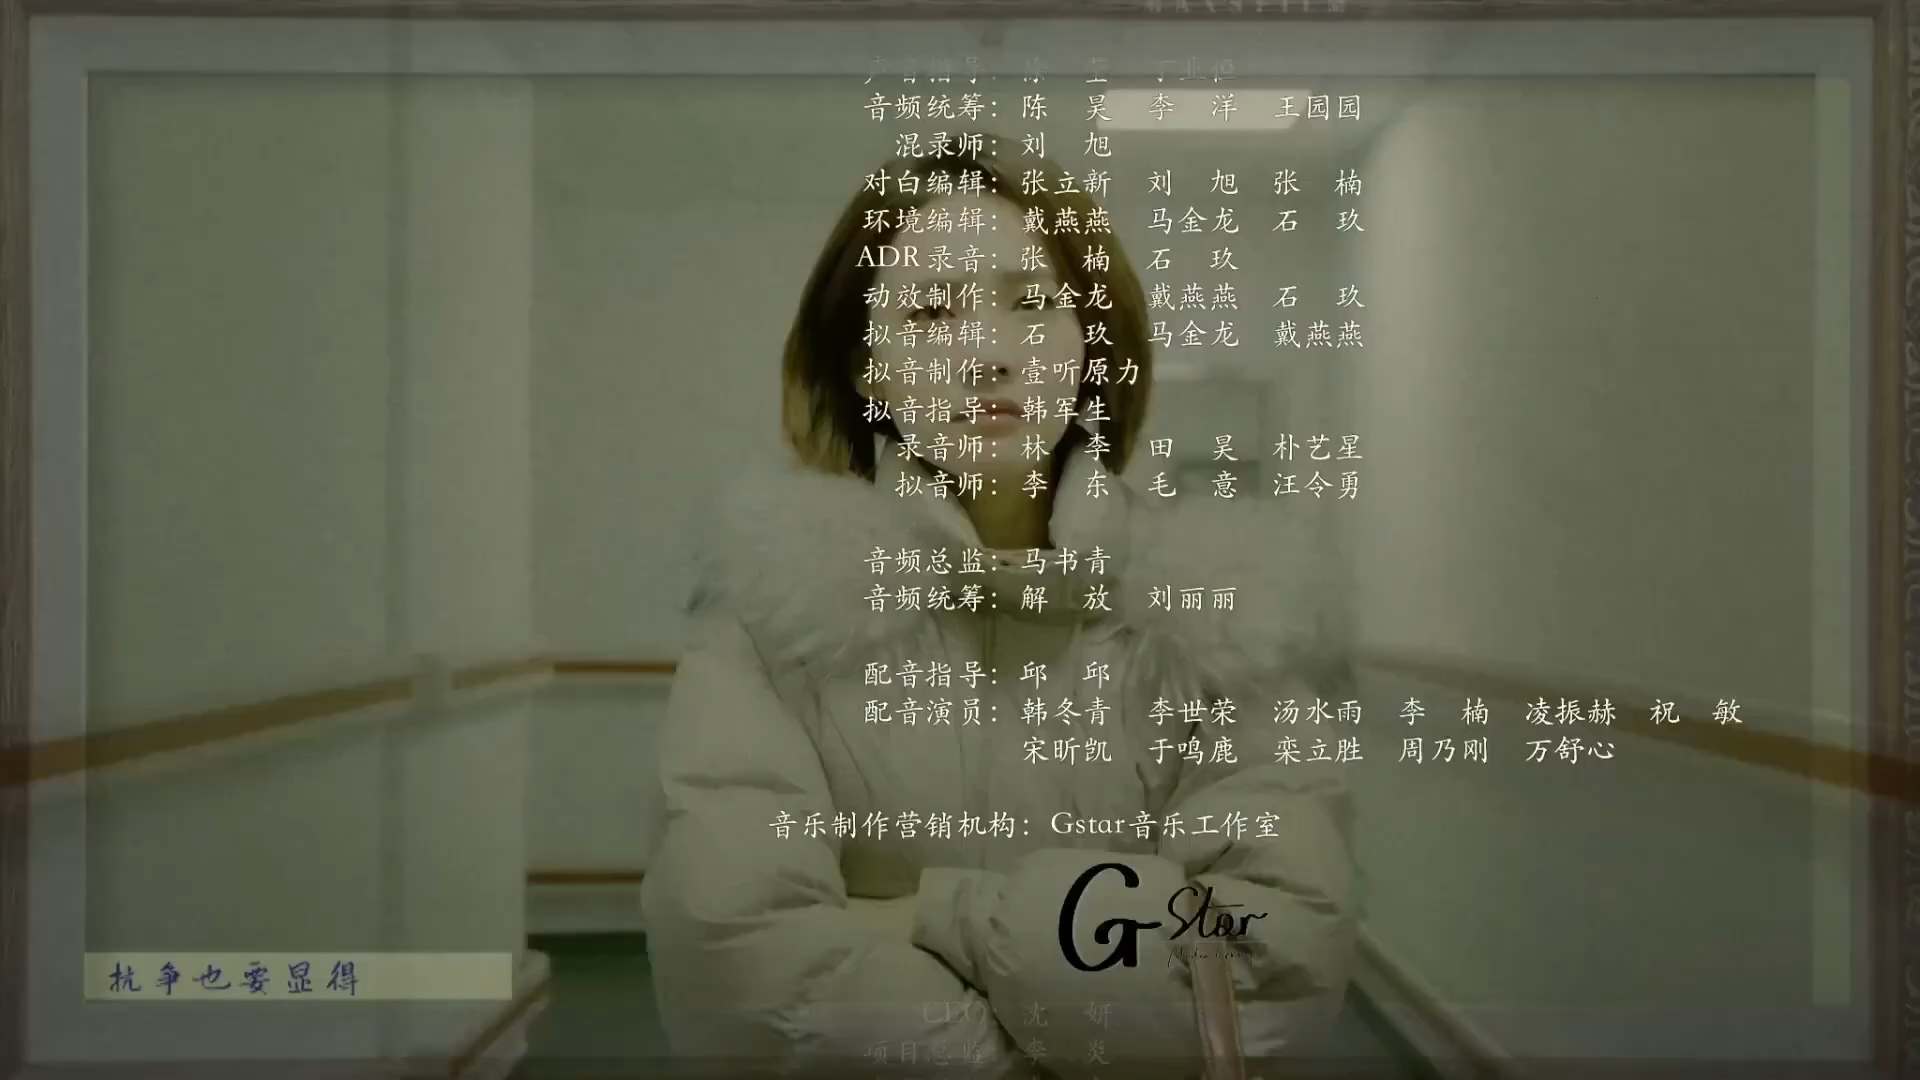 音频统筹：陈 昊 李 洋 王园园
混录师：刘 旭
对白编辑：张立新 刘 旭 张 楠
环境编辑：戴燕燕 马金龙 石 玖
ADR录音：张 楠 石 玖
动效制作：马金龙 戴燕燕 石 玖
拟音编辑：石 玖 马金龙 戴燕燕
拟音制作：壹听原力
拟音指导：韩军生
录音师：林 李 田 昊 朴艺星
拟音师：李 东 毛 意 汪令勇
音频总监：马书青
音频统筹：解 放 刘丽丽
配音指导：邱 邱
配音演员：韩冬青 李世荣 汤水雨 李 楠 凌振赫 祝 敏
宋昕凯 于鸣鹿 栾立胜 周乃刚 万舒心
音乐制作营销机构：Gstar音乐工作室
G-Star
抗争也要显得
CEO：沈 妍
项目总监：李 炎